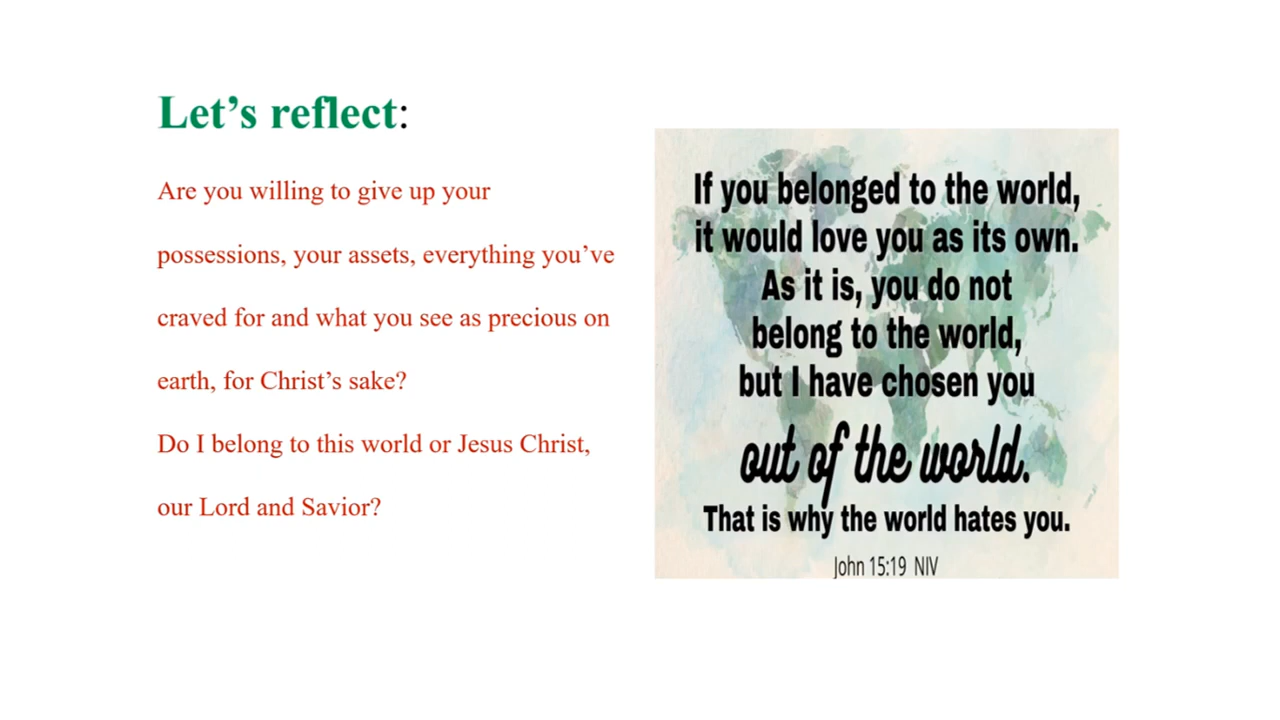 Let’s reflect:
Are you willing to give up your
possessions, your assets, everything you’ve
craved for and what you see as precious on
earth, for Christ’s sake?
Do I belong to this world or Jesus Christ,
our Lord and Savior?
If you belonged to the world,
it would love you as its own.
As it is, you do not
belong to the world,
but I have chosen you
out of the world.
That is why the world hates you.
John 15:19 NIV